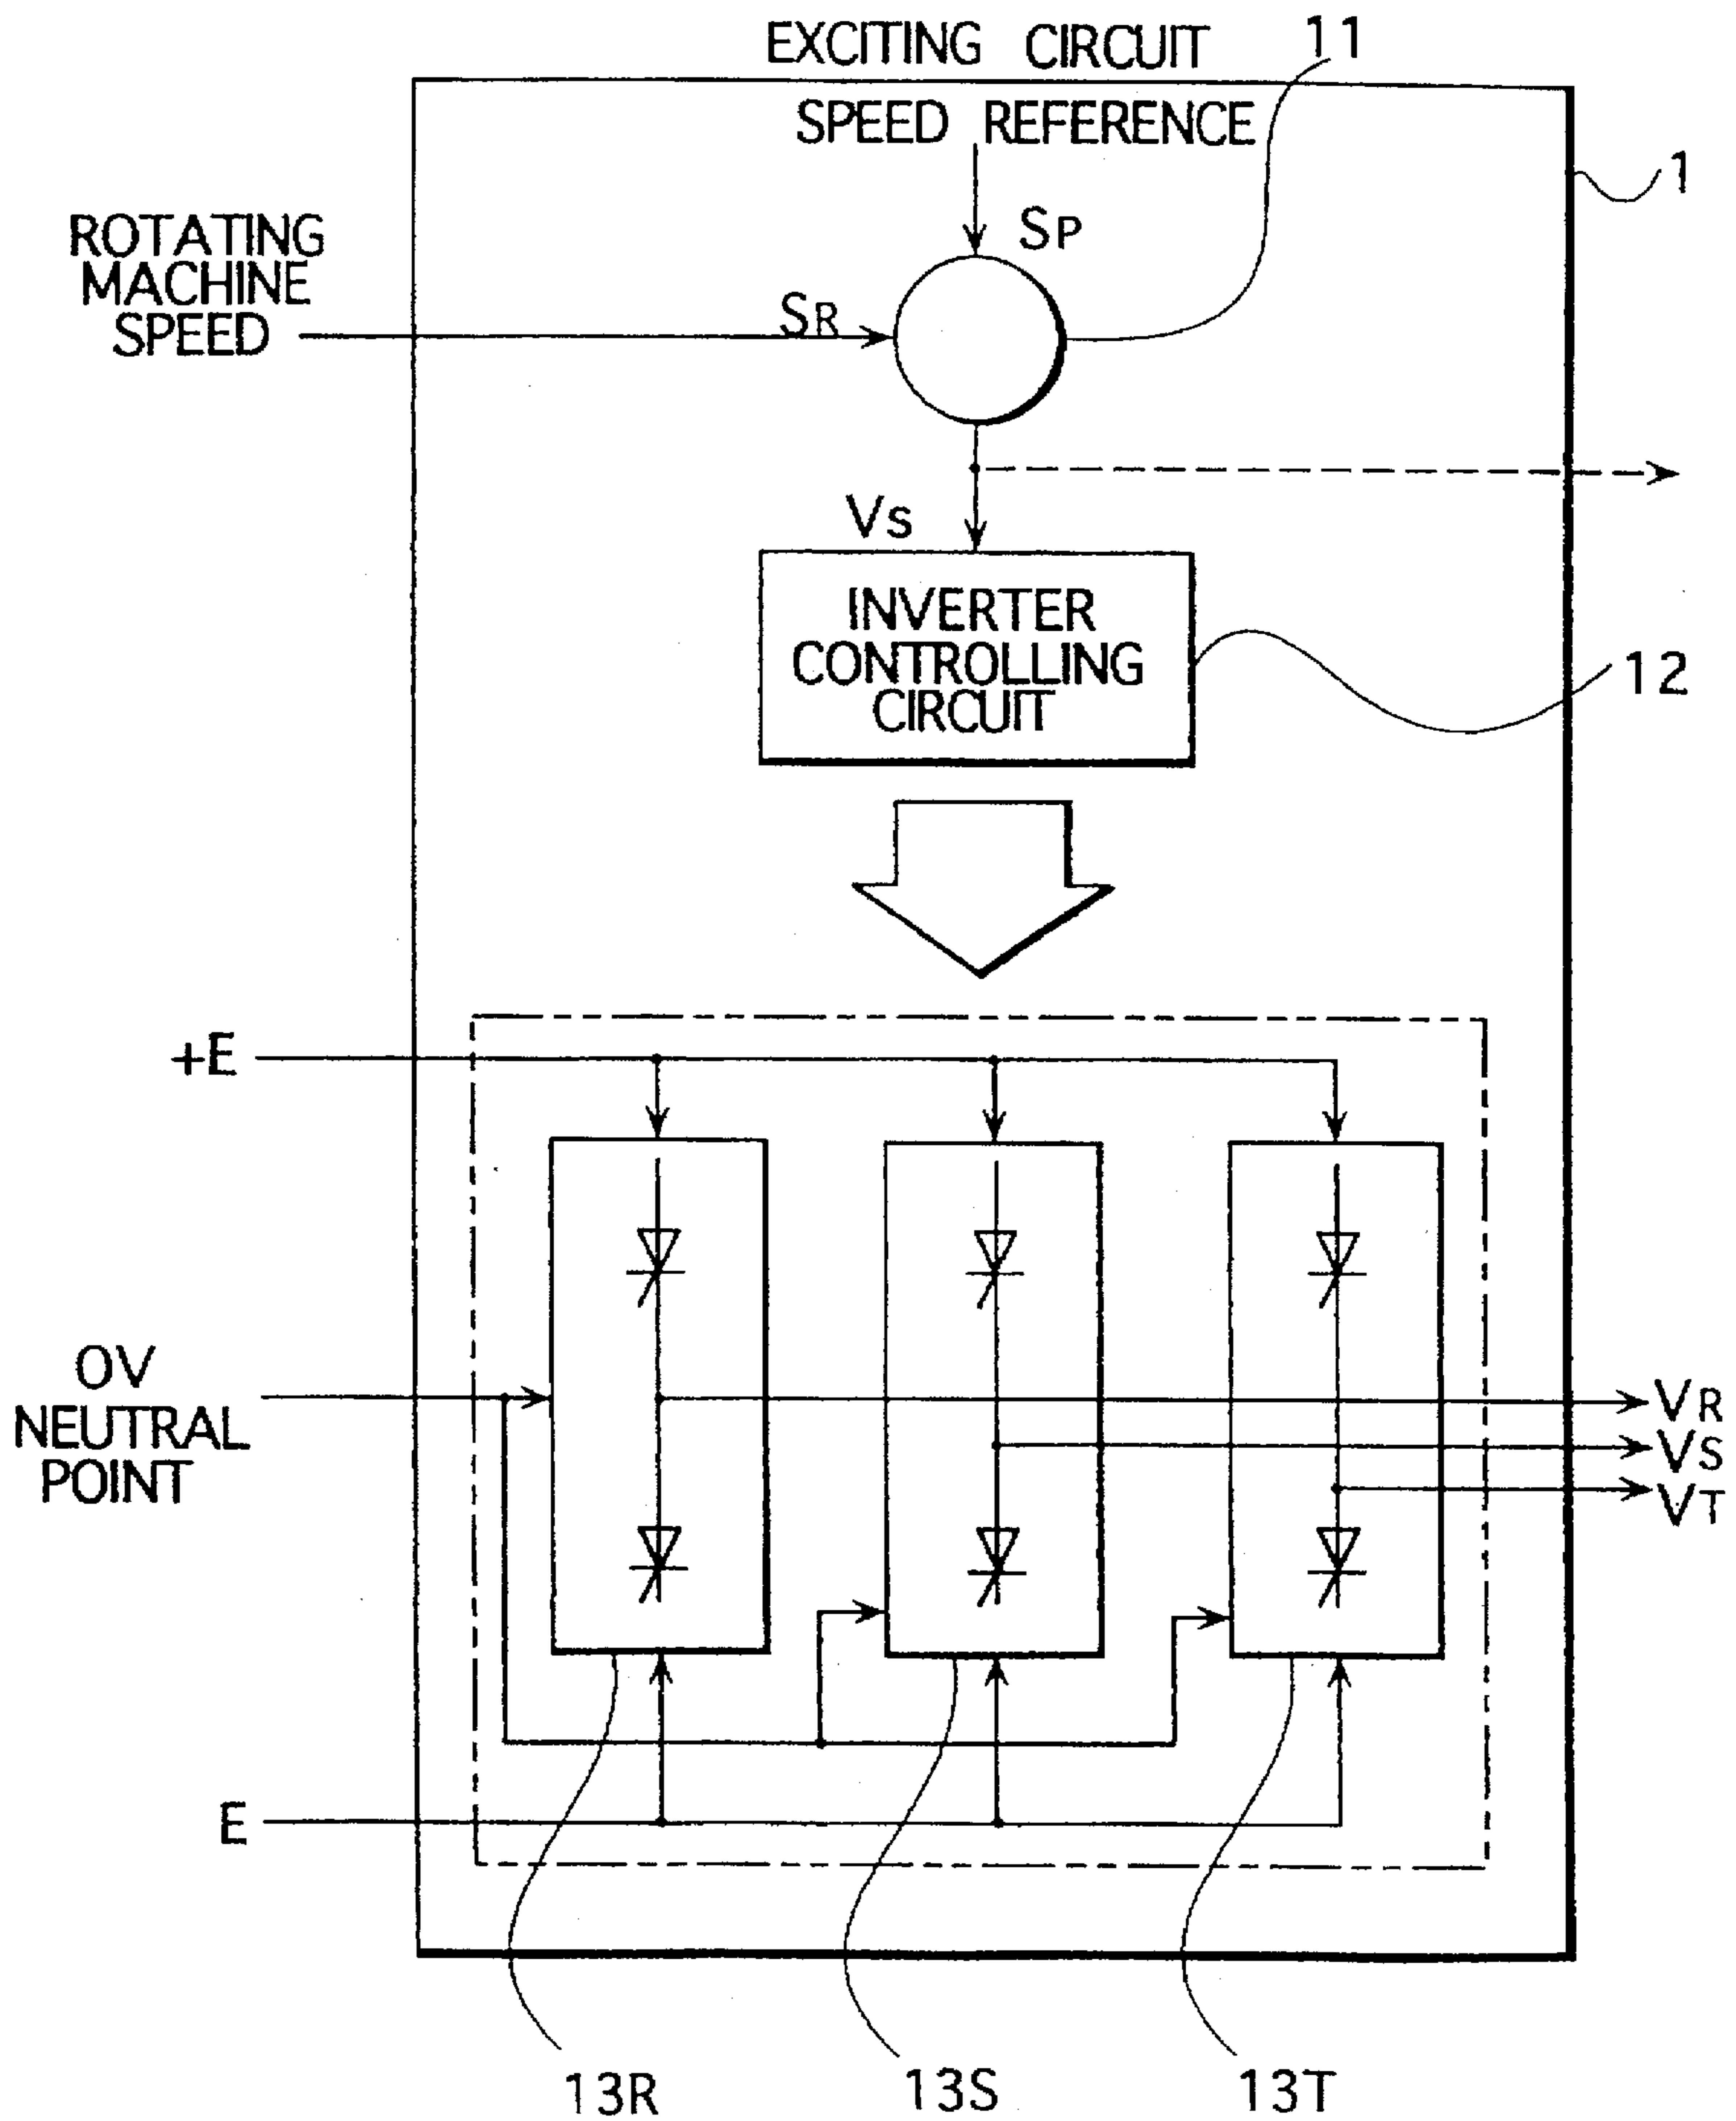 EXCITING CIRCUIT
11
SPEED REFERENCE
1
ROTATING
MACHINE
SPEED
SP
SR
Vs
INVERTER
CONTROLLING
CIRCUIT
12
+E
0V
NEUTRAL
POINT
VR
VS
VT
E
13R
13S
13T